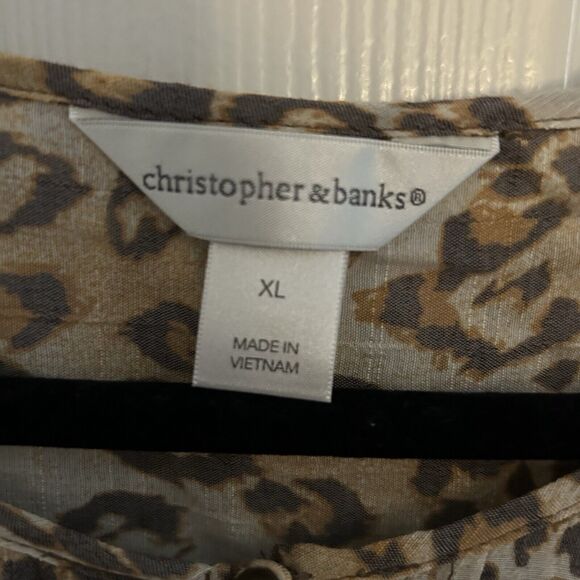 christopher & banks®
XL
MADE IN
VIETNAM